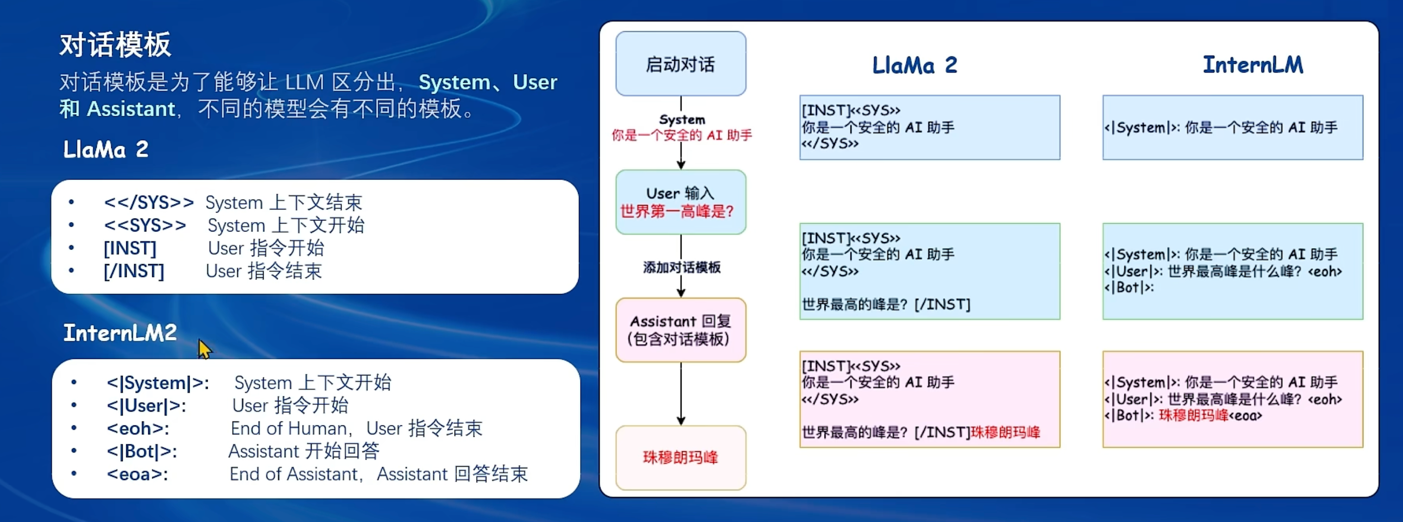 对话模板
对话模板是为了能够让 LLM 区分出，System、User
和 Assistant，不同的模型会有不同的模板。
LlaMa 2
• <</SYS>> System 上下文结束
• <<SYS>> System 上下文开始
• [INST] User 指令开始
• [/INST] User 指令结束
InternLM2
• <|System|>: System 上下文开始
• <|User|>: User 指令开始
• <eoh>: End of Human，User 指令结束
• <|Bot|>: Assistant 开始回答
• <eoa>: End of Assistant，Assistant 回答结束
启动对话
System
你是一个安全的 AI 助手
User 输入
世界第一高峰是?
添加对话模板
Assistant 回复
(包含对话模板)
珠穆朗玛峰
LlaMa 2
[INST]<<SYS>>
你是一个安全的 AI 助手
<</SYS>>
[INST]<<SYS>>
你是一个安全的 AI 助手
<</SYS>>
世界最高的峰是? [/INST]
[INST]<<SYS>>
你是一个安全的 AI 助手
<</SYS>>
世界最高的峰是? [/INST]珠穆朗玛峰
InternLM
<|System|>: 你是一个安全的 AI 助手
<|System|>: 你是一个安全的 AI 助手
<|User|>: 世界最高峰是什么峰? <eoh>
<|Bot|>:
<|System|>: 你是一个安全的 AI 助手
<|User|>: 世界最高峰是什么峰? <eoh>
<|Bot|>: 珠穆朗玛峰<eoa>